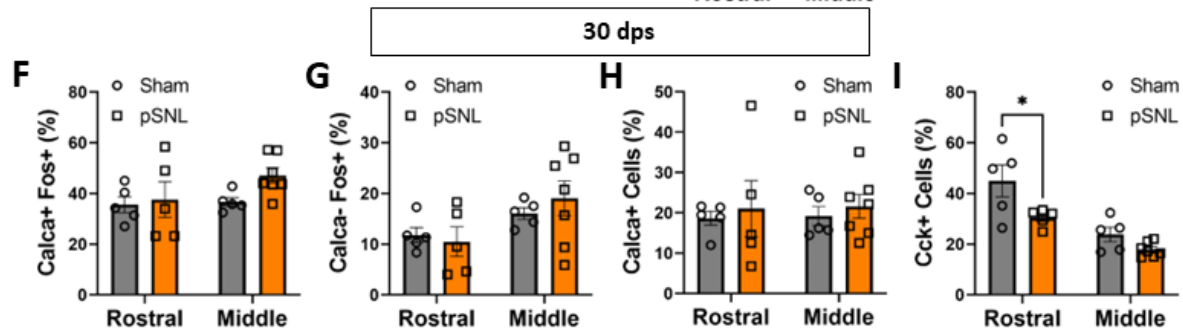 Rostral Middle
30 dps
F
Sham
pSNL
Calca+ Fos+ (%)
80
60
40
20
0
Rostral Middle
G
Sham
pSNL
Calca- Fos+ (%)
40
30
20
10
0
Rostral Middle
H
Sham
pSNL
Calca+ Cells (%)
50
40
30
20
10
0
Rostral Middle
I
Sham
pSNL
Cck+ Cells (%)
80
60
40
20
0
*
Rostral Middle